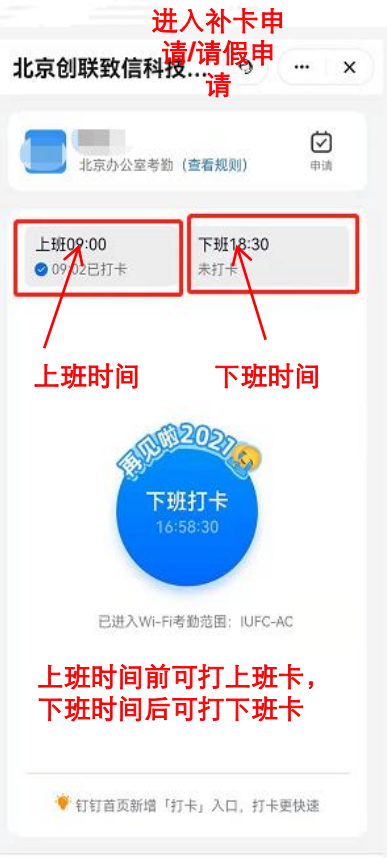 进入补卡申
请/请假申
请
北京创联致信科技...
北京办公室考勤（查看规则）
申请
上班09:00
09:02已打卡
下班18:30
未打卡
上班时间
下班时间
再见啦2021
下班打卡
16:58:30
已进入Wi-Fi考勤范围：IUFC-AC
上班时间前可打上班卡，
下班时间后可打下班卡
钉钉首页新增「打卡」入口，打卡更快速